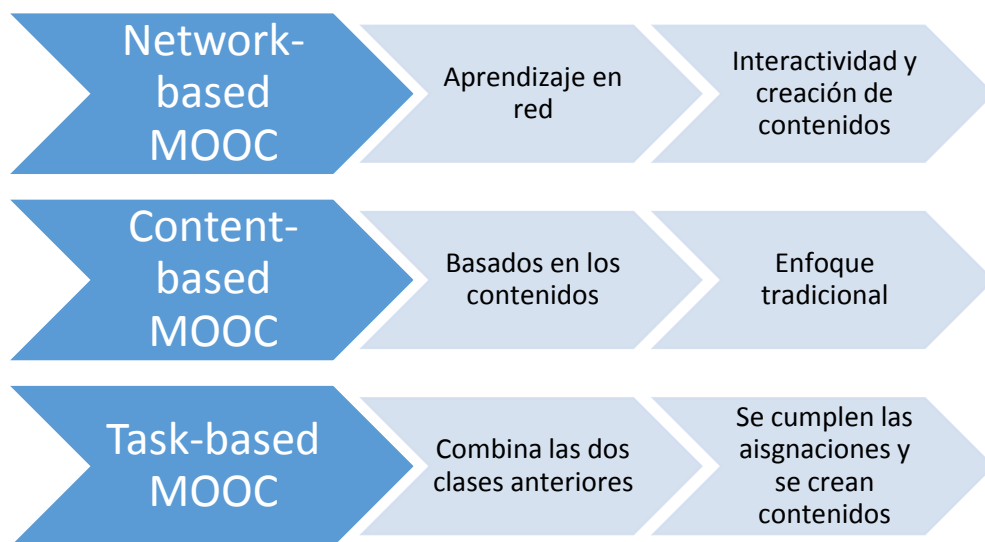 Network-
based
MOOC
Aprendizaje en
red
Interactividad y
creación de
contenidos
Content-
based
MOOC
Basados en los
contenidos
Enfoque
tradicional
Task-based
MOOC
Combina las dos
clases anteriores
Se cumplen las
aisgnaciones y
se crean
contenidos